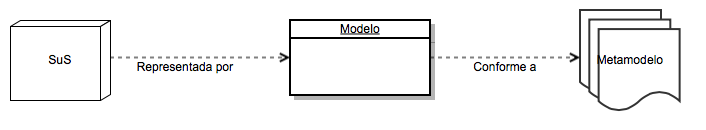 SuS
Representada por
Modelo
Conforme a
Metamodelo